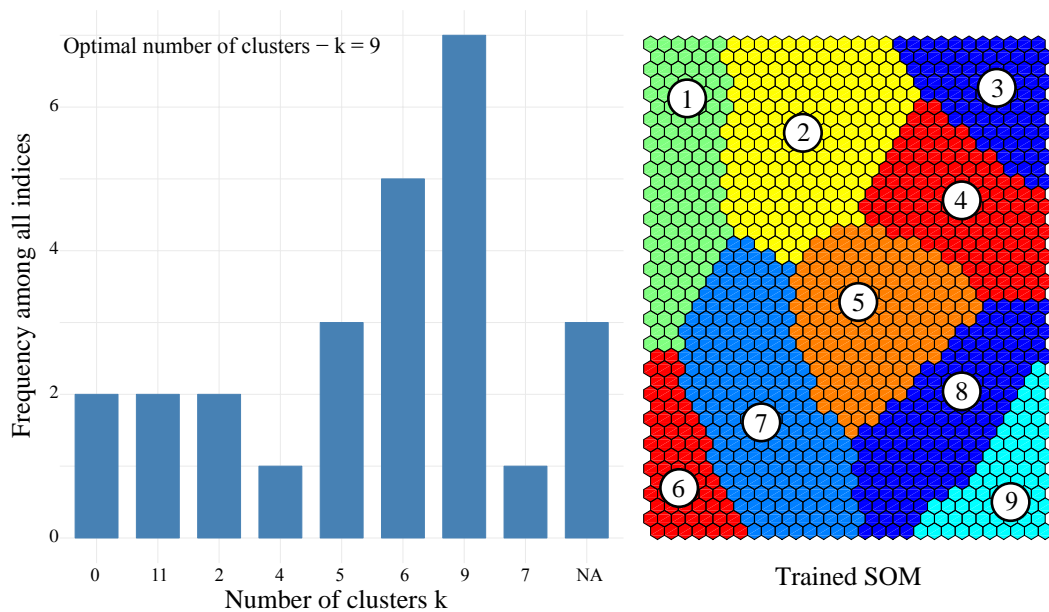 Optimal number of clusters − k = 9
Frequency among all indices
6
4
2
0
0 11 2 4 5 6 9 7 NA
Number of clusters k
1
2
3
4
5
6
7
8
9
Trained SOM